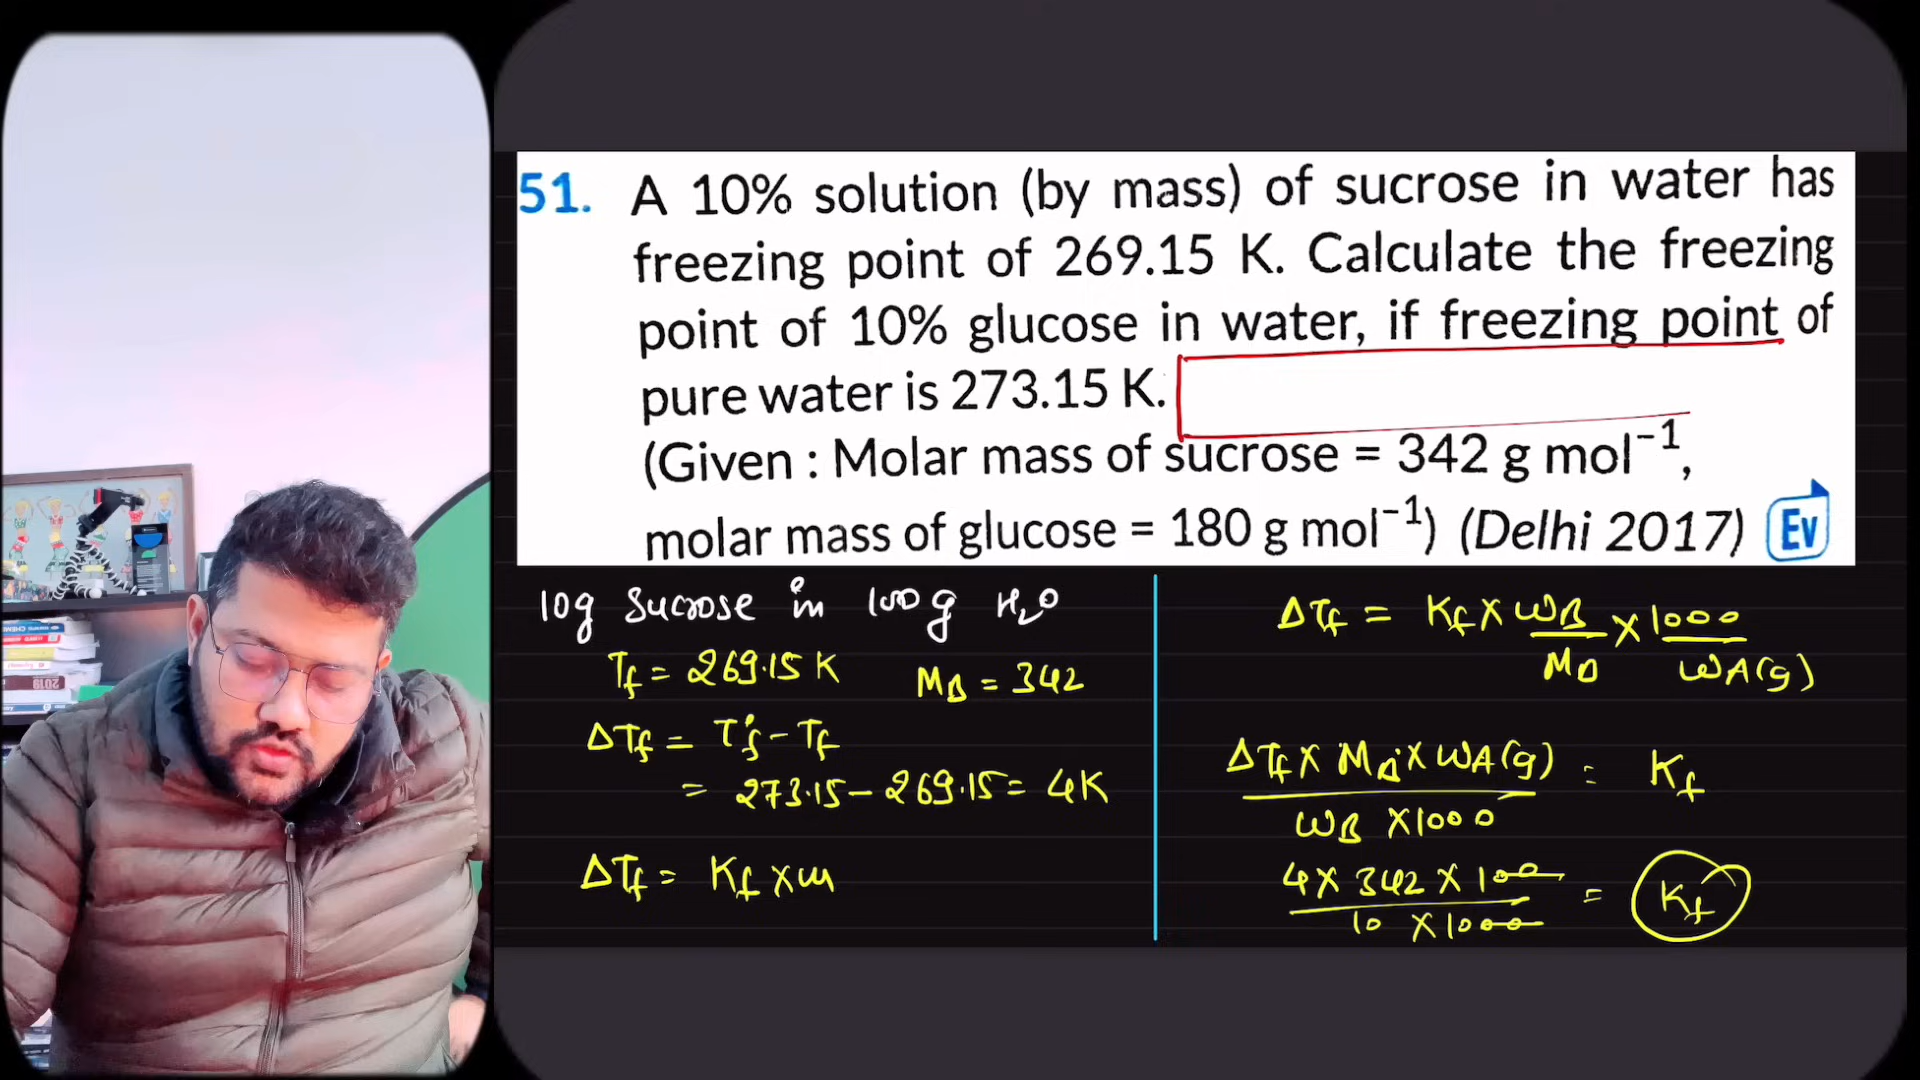 51. A 10% solution (by mass) of sucrose in water has
freezing point of 269.15 K. Calculate the freezing
point of 10% glucose in water, if freezing point of
pure water is 273.15 K.
(Given : Molar mass of sucrose = 342 g mol⁻¹,
molar mass of glucose = 180 g mol⁻¹) (Delhi 2017) Ev
10g Sucrose in 100g H₂O
Tf = 269.15 K MB = 342
ΔTf = T°f - Tf
= 273.15 - 269.15 = 4K
ΔTf = Kf x m
ΔTf = Kf x WB/MB x 1000/WA(g)
ΔTf x MB x WA(g) / WB x 1000 = Kf
4 x 342 x 100 / 10 x 1000 = Kf
2019